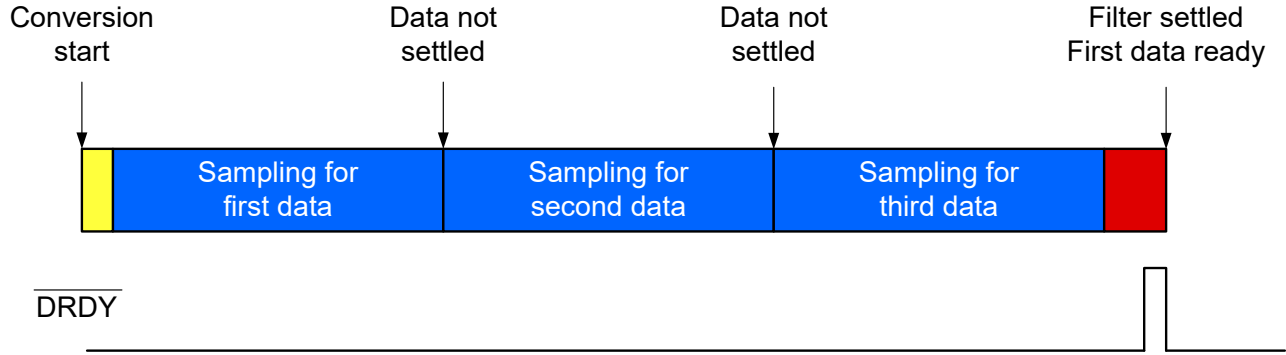 Conversion
start
Data not
settled
Data not
settled
Filter settled
First data ready
Sampling for
first data
Sampling for
second data
Sampling for
third data
DRDY